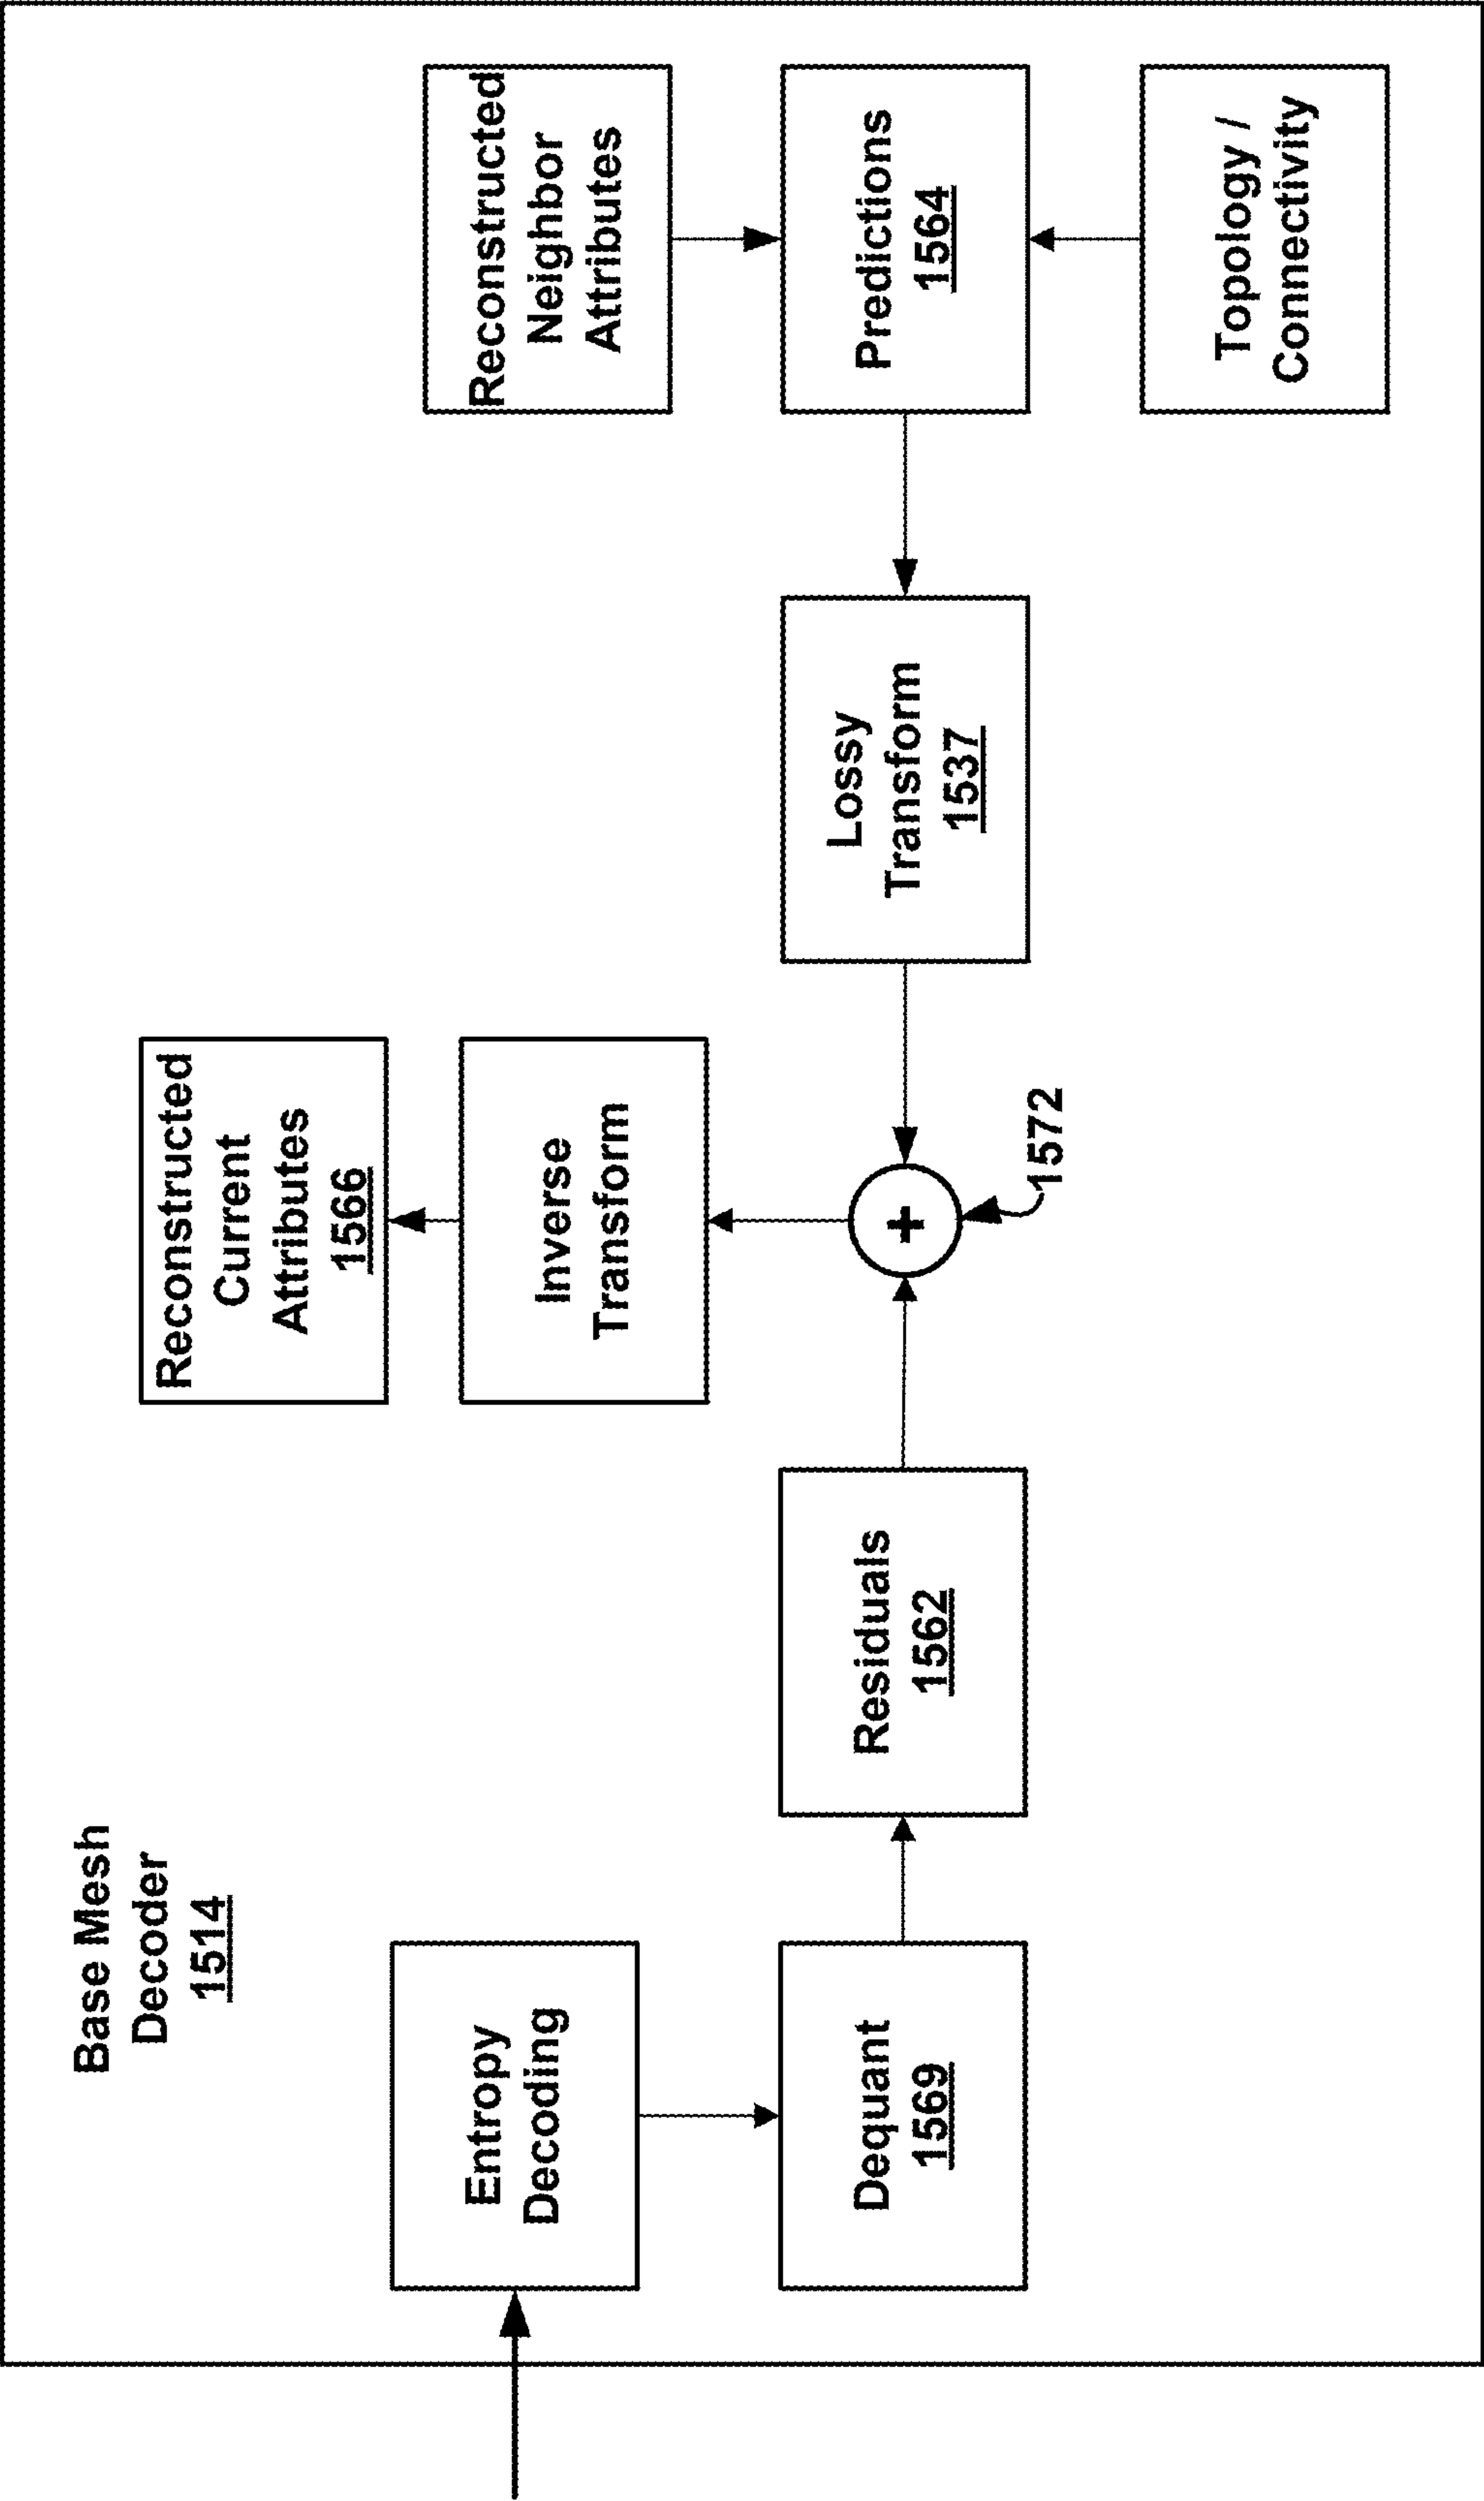 Base Mesh
Decoder
1514
Entropy
Decoding
Dequant
1569
Residuals
1562
Reconstructed
Current
Attributes
1566
Inverse
Transform
+
1572
Lossy
Transform
1537
Reconstructed
Neighbor
Attributes
Predictions
1564
Topology /
Connectivity